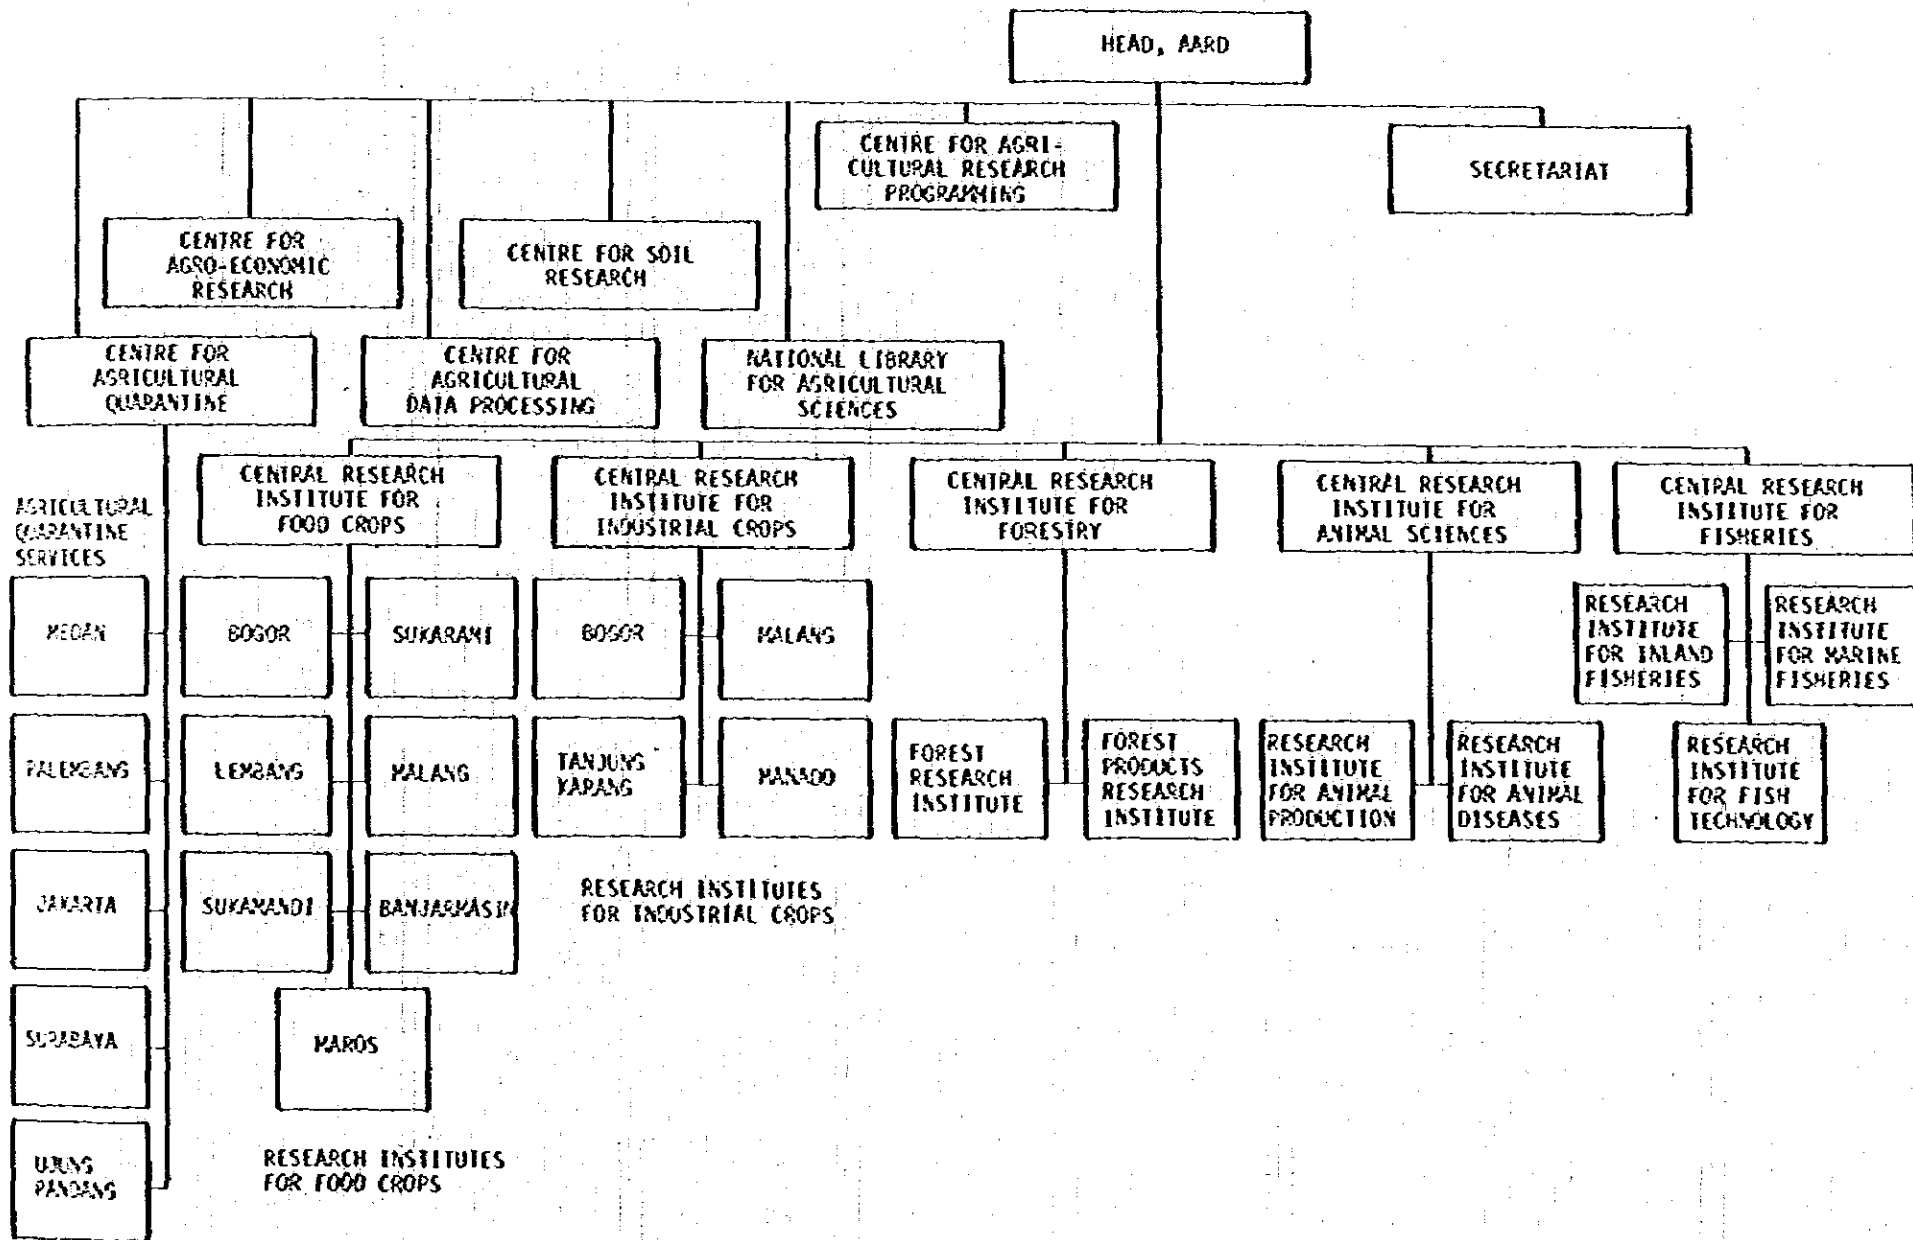 HEAD, AARD
CENTRE FOR AGRI-
CULTURAL RESEARCH
PROGRAMMING
SECRETARIAT
CENTRE FOR
AGRO-ECONOMIC
RESEARCH
CENTRE FOR SOIL
RESEARCH
CENTRE FOR
AGRICULTURAL
QUARANTINE
CENTRE FOR
AGRICULTURAL
DATA PROCESSING
NATIONAL LIBRARY
FOR AGRICULTURAL
SCIENCES
AGRICULTURAL
QUARANTINE
SERVICES
CENTRAL RESEARCH
INSTITUTE FOR
FOOD CROPS
CENTRAL RESEARCH
INSTITUTE FOR
INDUSTRIAL CROPS
CENTRAL RESEARCH
INSTITUTE FOR
FORESTRY
CENTRAL RESEARCH
INSTITUTE FOR
ANIMAL SCIENCES
CENTRAL RESEARCH
INSTITUTE FOR
FISHERIES
MEDAN
BOGOR
SUKARAMI
BOGOR
MALANG
RESEARCH
INSTITUTE
FOR INLAND
FISHERIES
RESEARCH
INSTITUTE
FOR MARINE
FISHERIES
PALEMBANG
LEMBANG
MALANG
TANJUNG
KARANG
MANADO
FOREST
RESEARCH
INSTITUTE
FOREST
PRODUCTS
RESEARCH
INSTITUTE
RESEARCH
INSTITUTE
FOR ANIMAL
PRODUCTION
RESEARCH
INSTITUTE
FOR ANIMAL
DISEASES
RESEARCH
INSTITUTE
FOR FISH
TECHNOLOGY
JAKARTA
SUKAMANDI
BANJARMASIN
RESEARCH INSTITUTES
FOR INDUSTRIAL CROPS
SURABAYA
MAROS
UJUNG
PANDANG
RESEARCH INSTITUTES
FOR FOOD CROPS